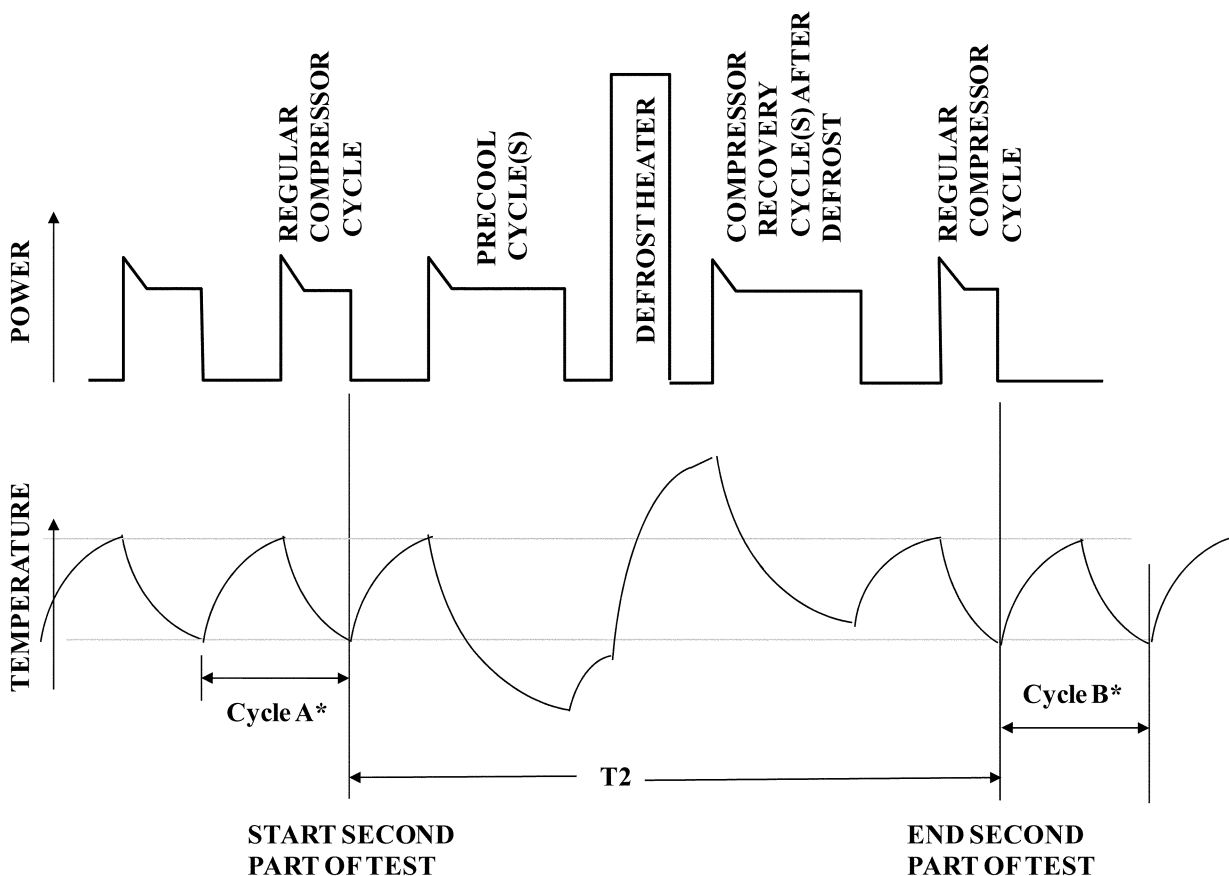 REGULAR
COMPRESSOR
CYCLE
PRECOOL
CYCLE(S)
DEFROST HEATER
COMPRESSOR
RECOVERY
CYCLE(S) AFTER
DEFROST
REGULAR
COMPRESSOR
CYCLE
POWER
TEMPERATURE
Cycle A*
Cycle B*
T2
START SECOND
PART OF TEST
END SECOND
PART OF TEST